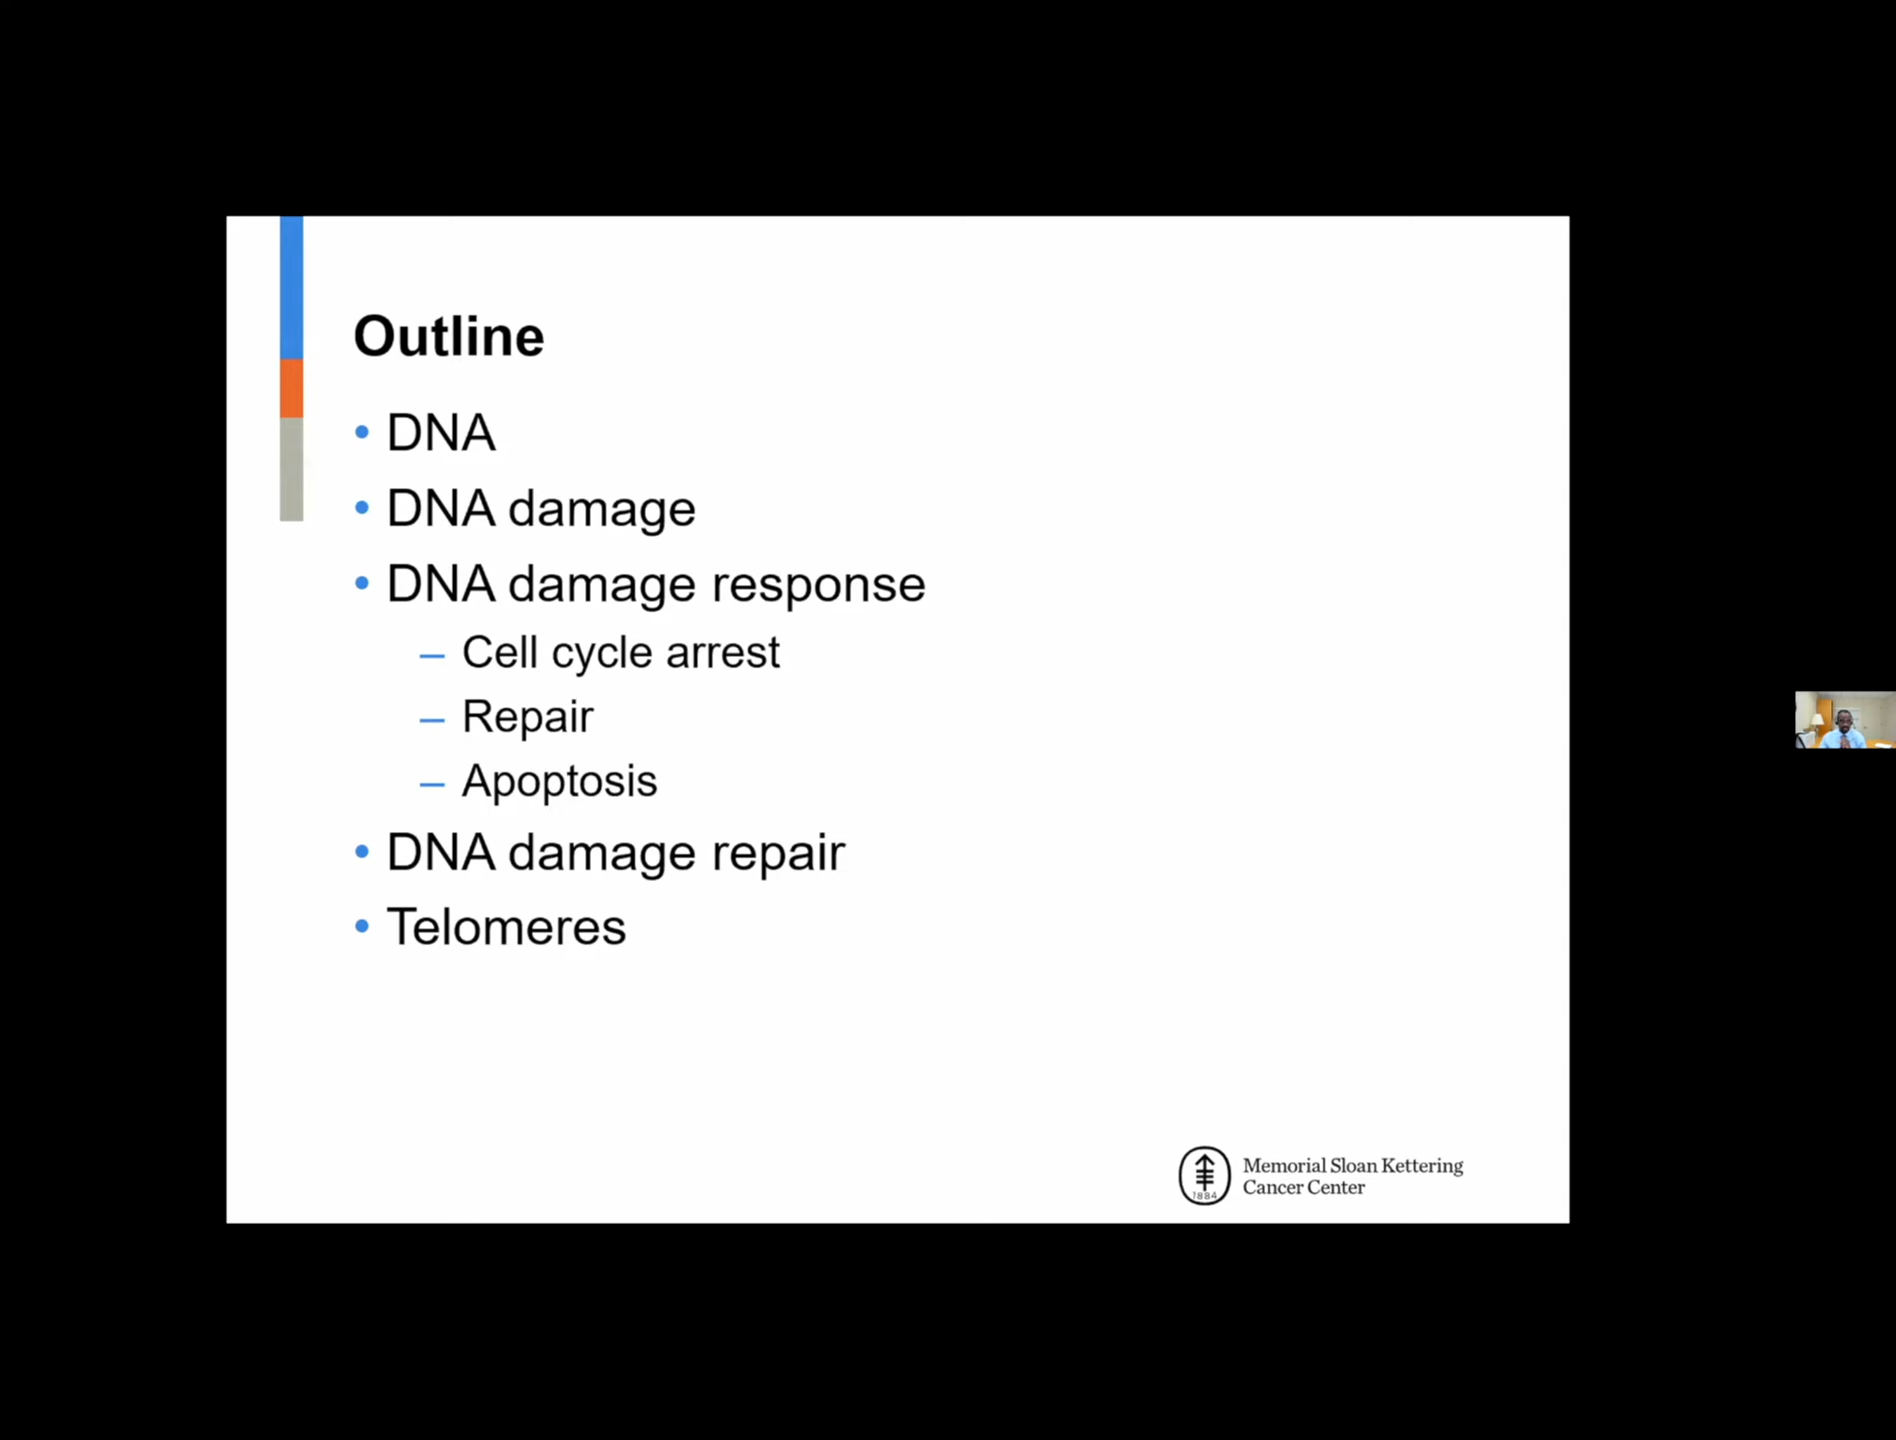 Outline
• DNA
• DNA damage
• DNA damage response
– Cell cycle arrest
– Repair
– Apoptosis
• DNA damage repair
• Telomeres
1884
Memorial Sloan Kettering
Cancer Center